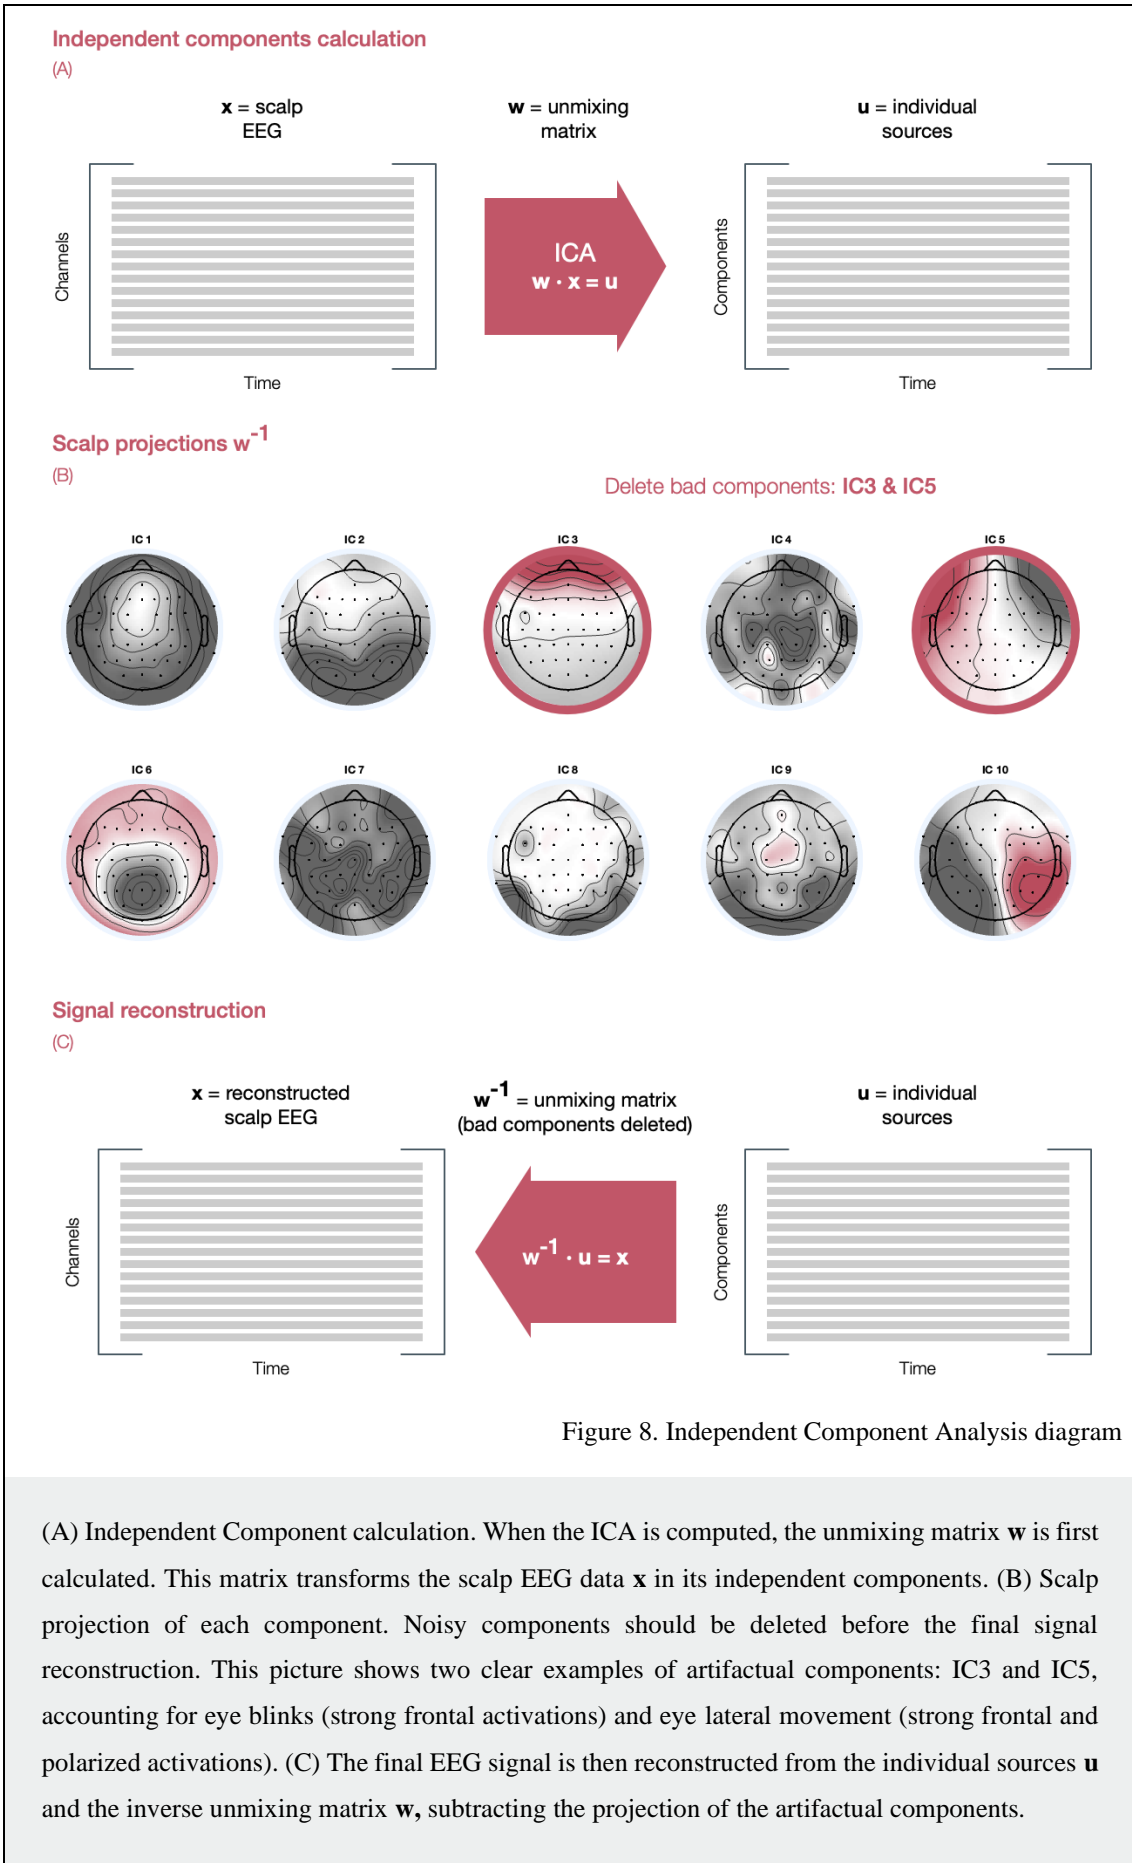 Independent components calculation
(A)
x = scalp
EEG
w = unmixing
matrix
u = individual
sources
Channels
ICA
w · x = u
Components
Time
Time
Scalp projections w⁻¹
(B)
Delete bad components: IC3 & IC5
IC 1
IC 2
IC 3
IC 4
IC 5
IC 6
IC 7
IC 8
IC 9
IC 10
Signal reconstruction
(C)
x = reconstructed
scalp EEG
w⁻¹ = unmixing matrix
(bad components deleted)
u = individual
sources
Channels
w⁻¹ · u = x
Components
Time
Time
Figure 8. Independent Component Analysis diagram
(A) Independent Component calculation. When the ICA is computed, the unmixing matrix w is first
calculated. This matrix transforms the scalp EEG data x in its independent components. (B) Scalp
projection of each component. Noisy components should be deleted before the final signal
reconstruction. This picture shows two clear examples of artifactual components: IC3 and IC5,
accounting for eye blinks (strong frontal activations) and eye lateral movement (strong frontal and
polarized activations). (C) The final EEG signal is then reconstructed from the individual sources u
and the inverse unmixing matrix w, subtracting the projection of the artifactual components.